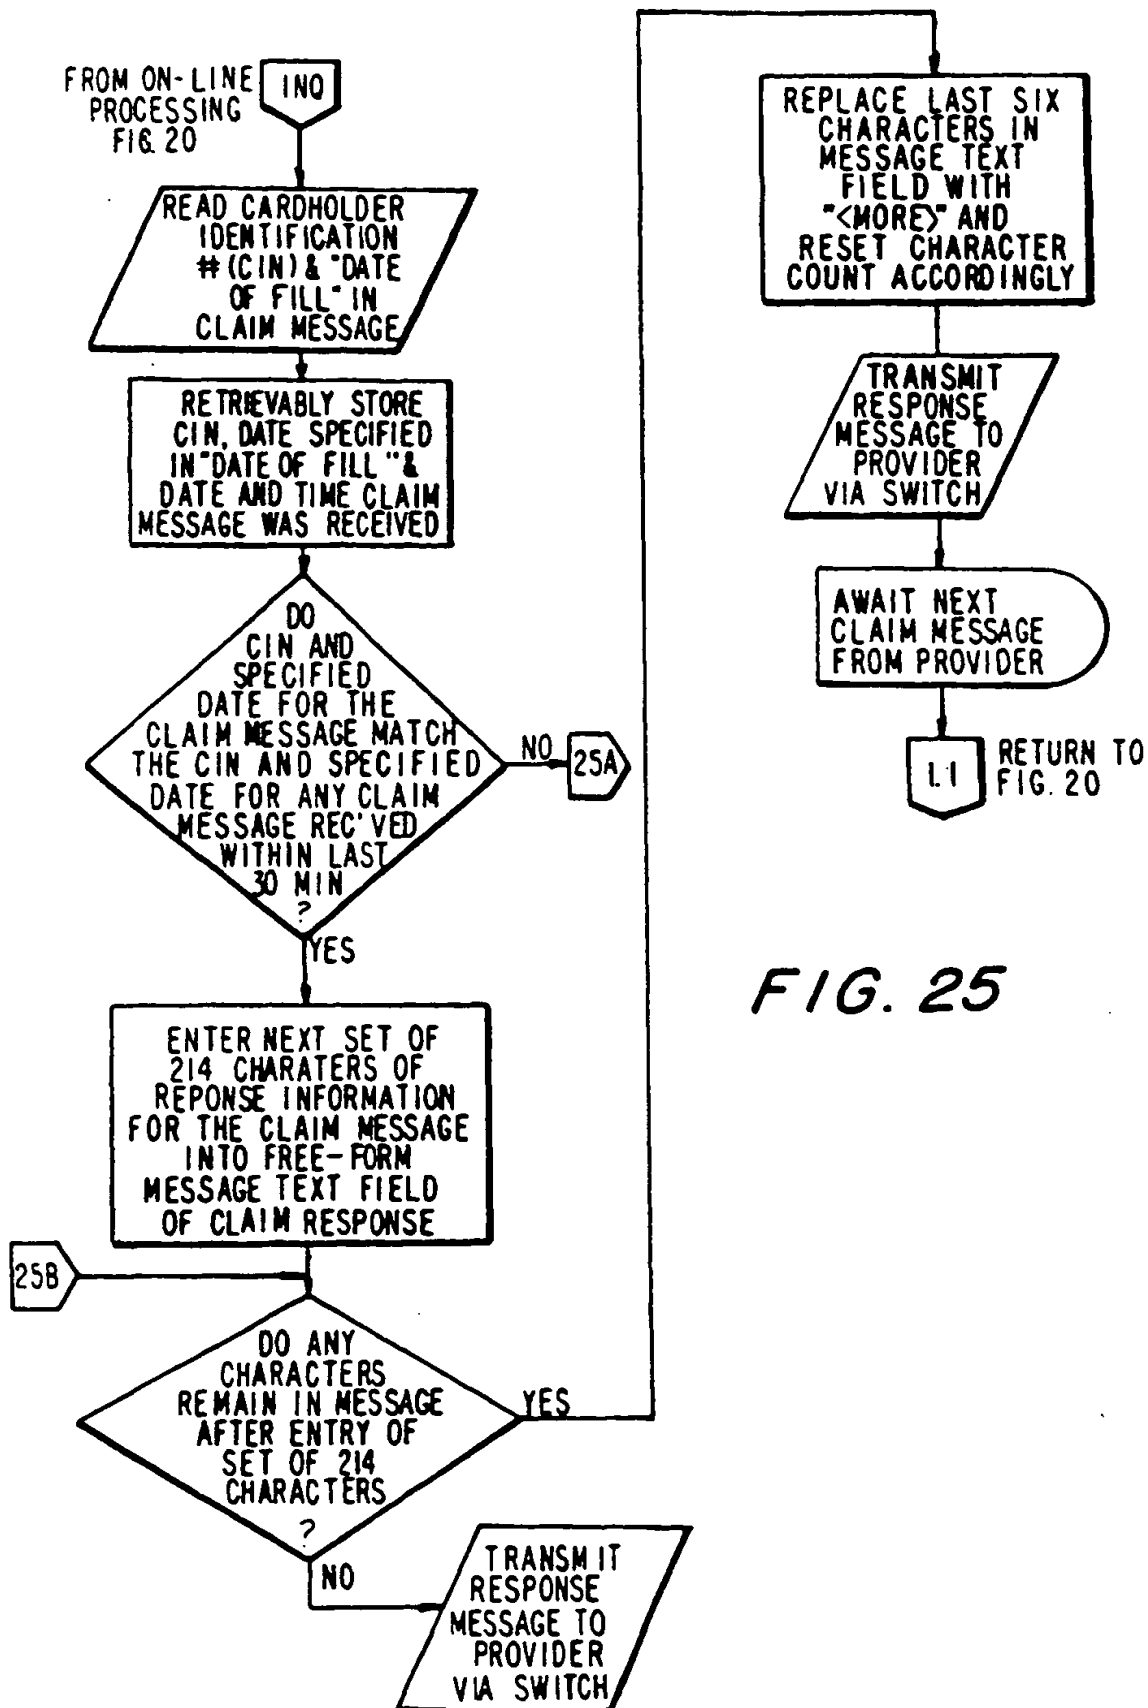 FROM ON-LINE
PROCESSING
FIG. 20
INQ
READ CARDHOLDER
IDENTIFICATION
# (CIN) & "DATE
OF FILL" IN
CLAIM MESSAGE
RETRIEVABLY STORE
CIN, DATE SPECIFIED
IN "DATE OF FILL" &
DATE AND TIME CLAIM
MESSAGE WAS RECEIVED
DO
CIN AND
SPECIFIED
DATE FOR THE
CLAIM MESSAGE MATCH
THE CIN AND SPECIFIED
DATE FOR ANY CLAIM
MESSAGE REC'VED
WITHIN LAST
30 MIN
?
NO
25A
YES
ENTER NEXT SET OF
214 CHARATERS OF
REPONSE INFORMATION
FOR THE CLAIM MESSAGE
INTO FREE-FORM
MESSAGE TEXT FIELD
OF CLAIM RESPONSE
25B
DO ANY
CHARACTERS
REMAIN IN MESSAGE
AFTER ENTRY OF
SET OF 214
CHARACTERS
?
YES
NO
TRANSMIT
RESPONSE
MESSAGE TO
PROVIDER
VIA SWITCH
REPLACE LAST SIX
CHARACTERS IN
MESSAGE TEXT
FIELD WITH
"<MORE>" AND
RESET CHARACTER
COUNT ACCORDINGLY
TRANSMIT
RESPONSE
MESSAGE TO
PROVIDER
VIA SWITCH
AWAIT NEXT
CLAIM MESSAGE
FROM PROVIDER
1.1
RETURN TO
FIG. 20
FIG. 25